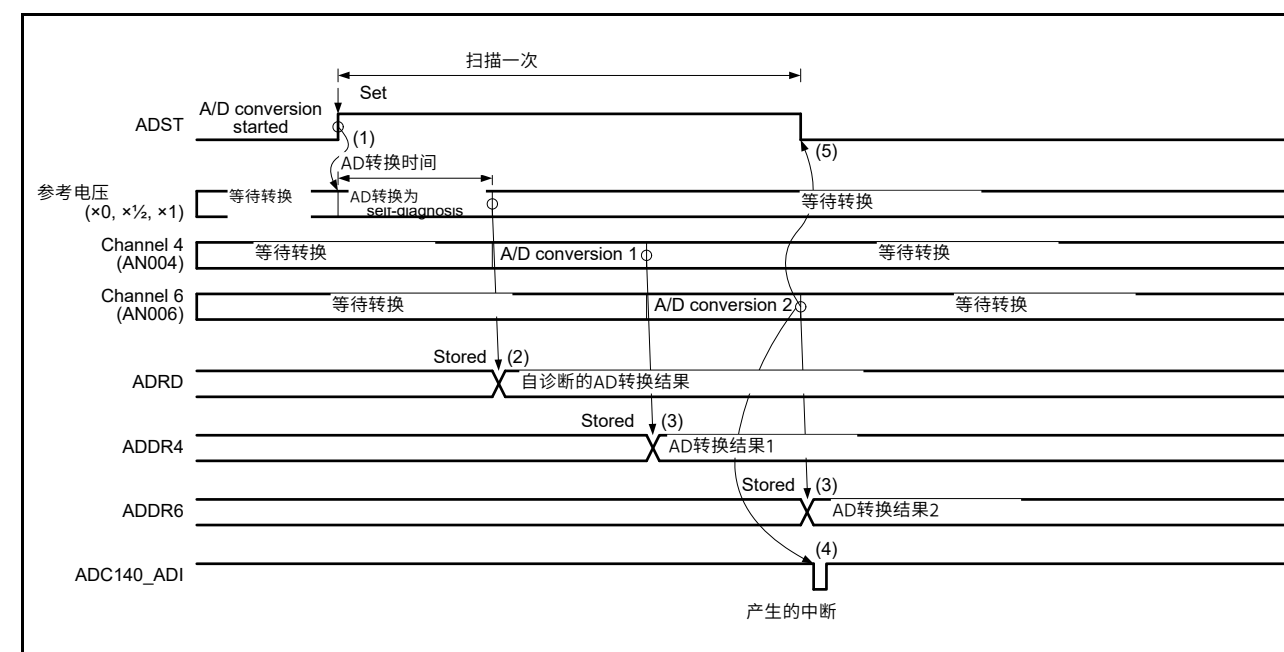 扫描一次
Set
A/D conversion
started
ADST
(1)
(5)
AD转换时间
参考电压
(×0, ×½, ×1)
等待转换
AD转换为
self-diagnosis
等待转换
Channel 4
(AN004)
等待转换
A/D conversion 1
等待转换
Channel 6
(AN006)
等待转换
A/D conversion 2
等待转换
Stored
(2)
ADRD
自诊断的AD转换结果
Stored
(3)
ADDR4
AD转换结果1
Stored
(3)
ADDR6
AD转换结果2
(4)
ADC140_ADI
产生的中断